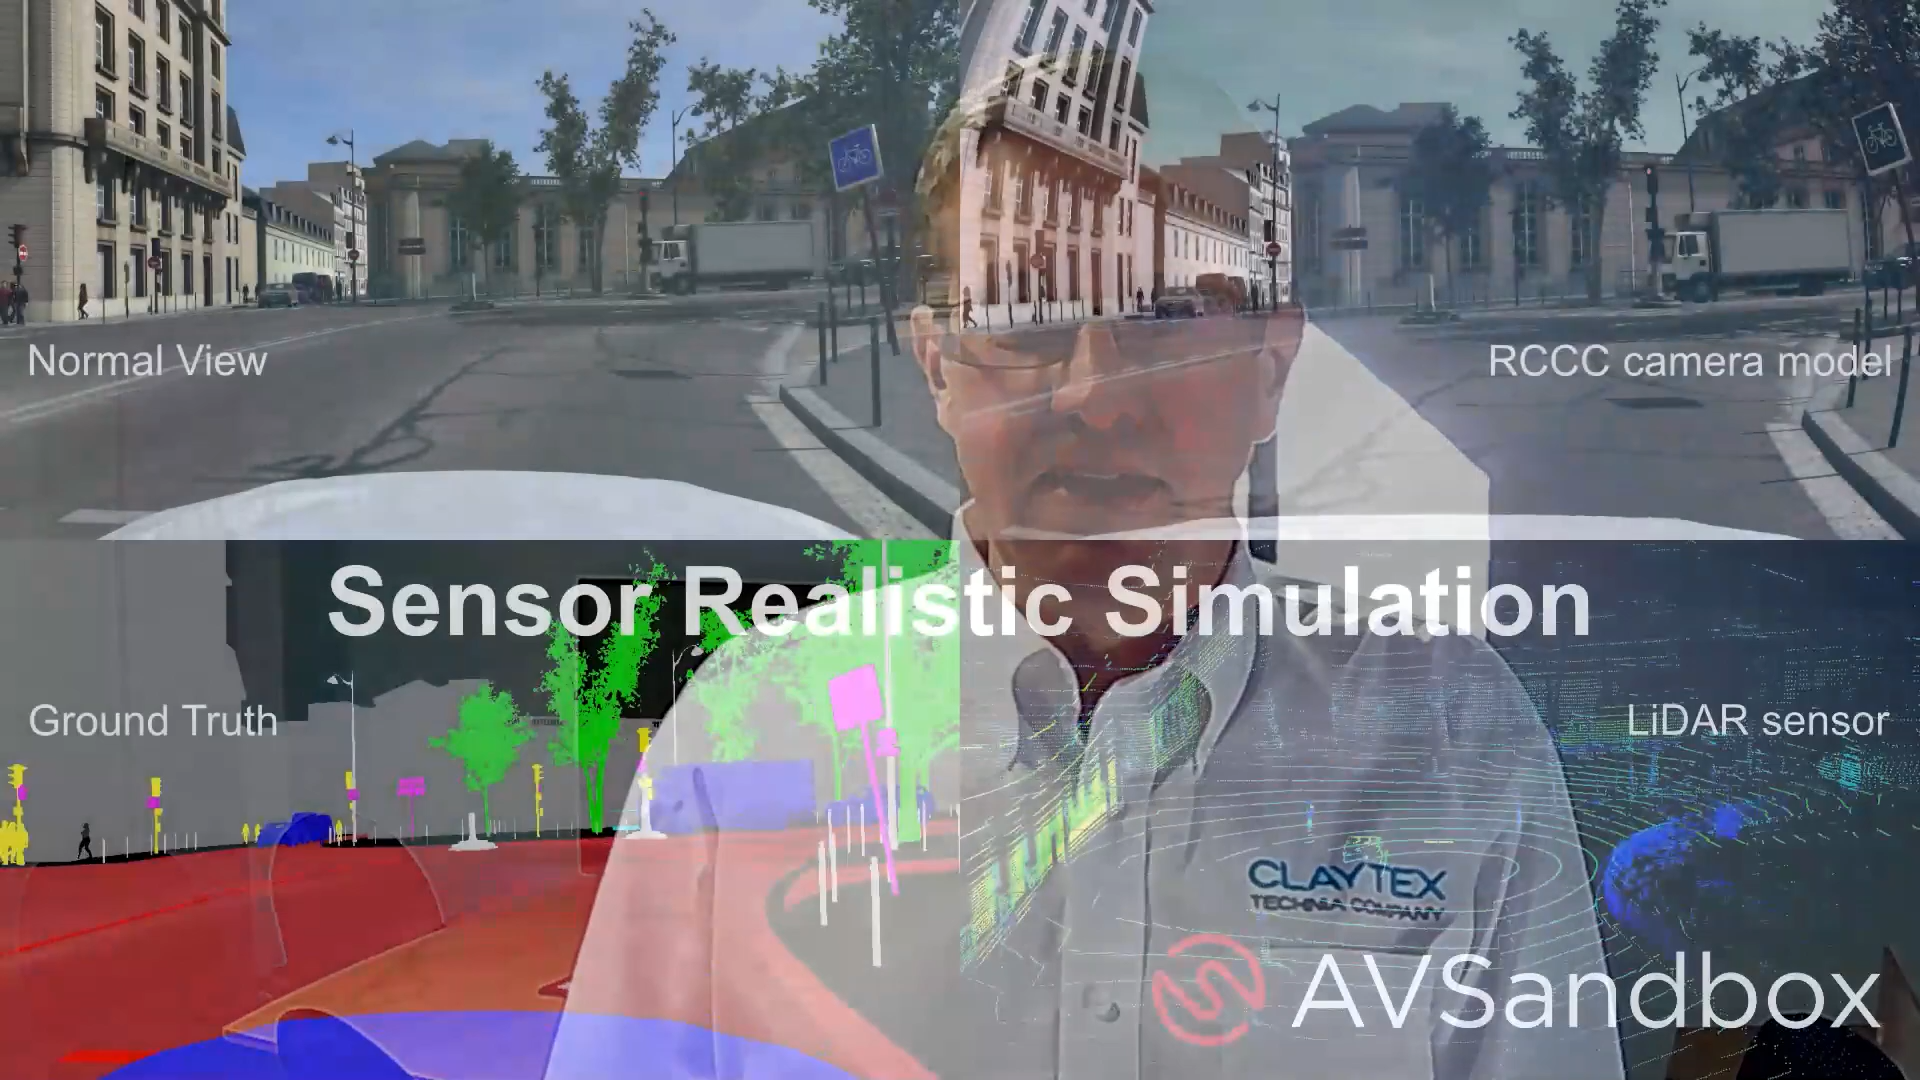 Normal View
RCCC camera model
Sensor Realistic Simulation
Ground Truth
LiDAR sensor
CLAYTEX
TECHNIA COMPANY
AVSandbox